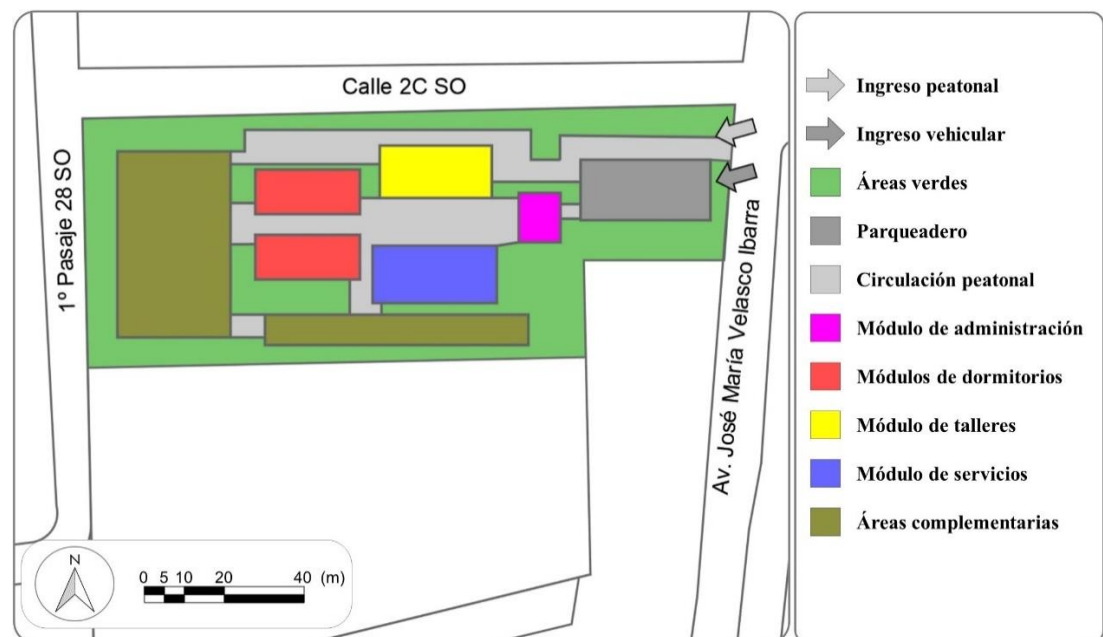 Calle 2C SO
1º Pasaje 28 SO
Av. José María Velasco Ibarra
N
0 5 10 20 40 (m)
Ingreso peatonal
Ingreso vehicular
Áreas verdes
Parqueadero
Circulación peatonal
Módulo de administración
Módulos de dormitorios
Módulo de talleres
Módulo de servicios
Áreas complementarias